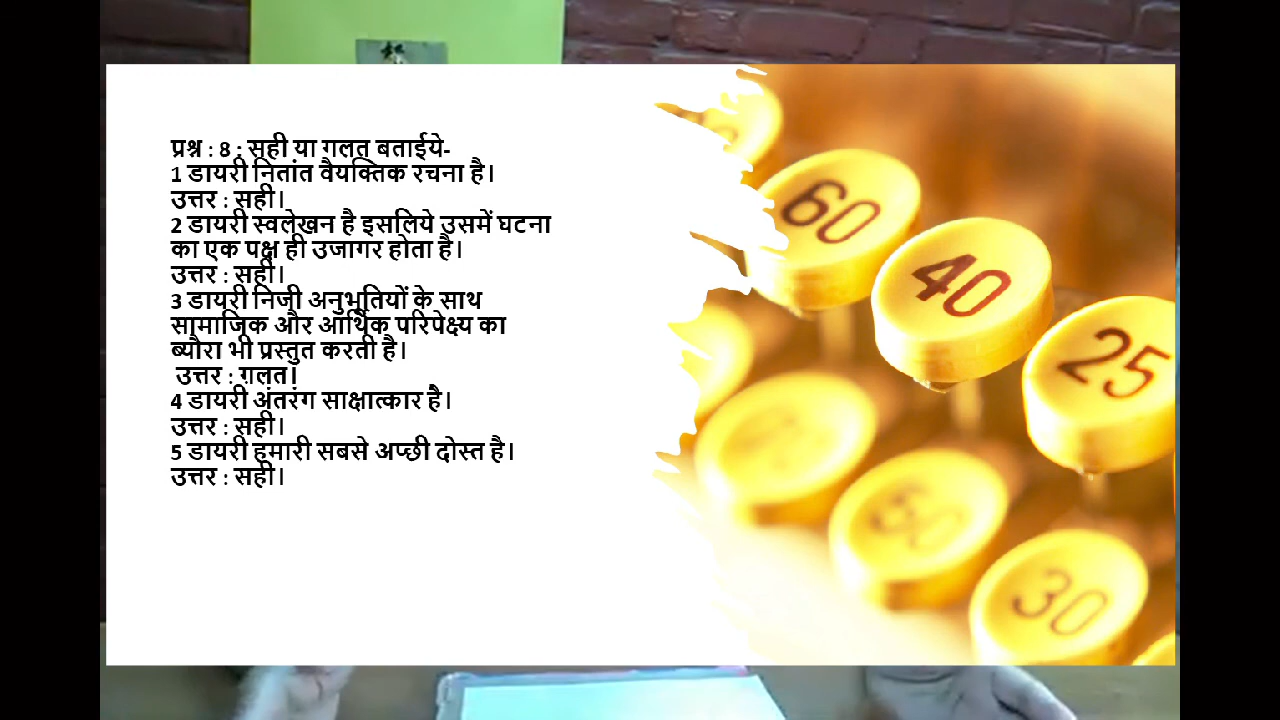 प्रश्न : 8 : सही या गलत बताईये-
1 डायरी नितांत वैयक्तिक रचना है।
उत्तर : सही।
2 डायरी स्वलेखन है इसलिये उसमें घटना
का एक पक्ष ही उजागर होता है।
उत्तर : सही।
3 डायरी निजी अनुभूतियों के साथ
सामाजिक और आर्थिक परिपेक्ष्य का
ब्यौरा भी प्रस्तुत करती है।
उत्तर : गलत।
4 डायरी अंतरंग साक्षात्कार है।
उत्तर : सही।
5 डायरी हमारी सबसे अच्छी दोस्त है।
उत्तर : सही।
60
40
25
50
30